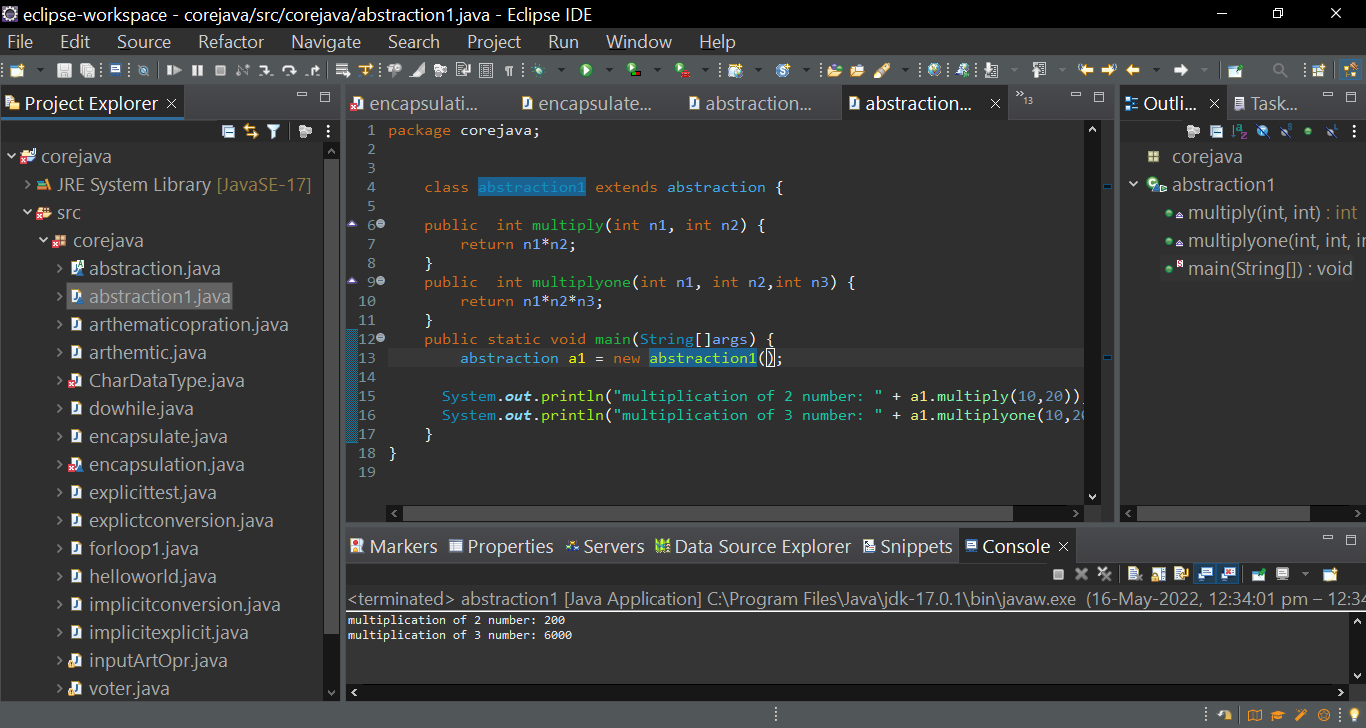 eclipse-workspace - corejava/src/corejava/abstraction1.java - Eclipse IDE
File Edit Source Refactor Navigate Search Project Run Window Help
Project Explorer
corejava
JRE System Library [JavaSE-17]
src
corejava
abstraction.java
abstraction1.java
arthematicopration.java
arthemtic.java
CharDataType.java
dowhile.java
encapsulate.java
encapsulation.java
explicittest.java
explictconversion.java
forloop1.java
helloworld.java
implicitconversion.java
implicitexplicit.java
inputArtOpr.java
voter.java
encapsulati... encapsulate... abstraction... abstraction... »13
1 package corejava;
2
3
4 class abstraction1 extends abstraction {
5
6 public  int multiply(int n1, int n2) {
7 return n1*n2;
8 }
9 public  int multiplyone(int n1, int n2,int n3) {
10 return n1*n2*n3;
11 }
12 public static void main(String[]args) {
13 abstraction a1 = new abstraction1();
14
15 System.out.println("multiplication of 2 number: " + a1.multiply(10,20))
16 System.out.println("multiplication of 3 number: " + a1.multiplyone(10,2
17 }
18 }
19
Outli... Task...
corejava
abstraction1
multiply(int, int) : int
multiplyone(int, int, i
main(String[]) : void
Markers Properties Servers Data Source Explorer Snippets Console
<terminated> abstraction1 [Java Application] C:\Program Files\Java\jdk-17.0.1\bin\javaw.exe (16-May-2022, 12:34:01 pm – 12:34
multiplication of 2 number: 200
multiplication of 3 number: 6000